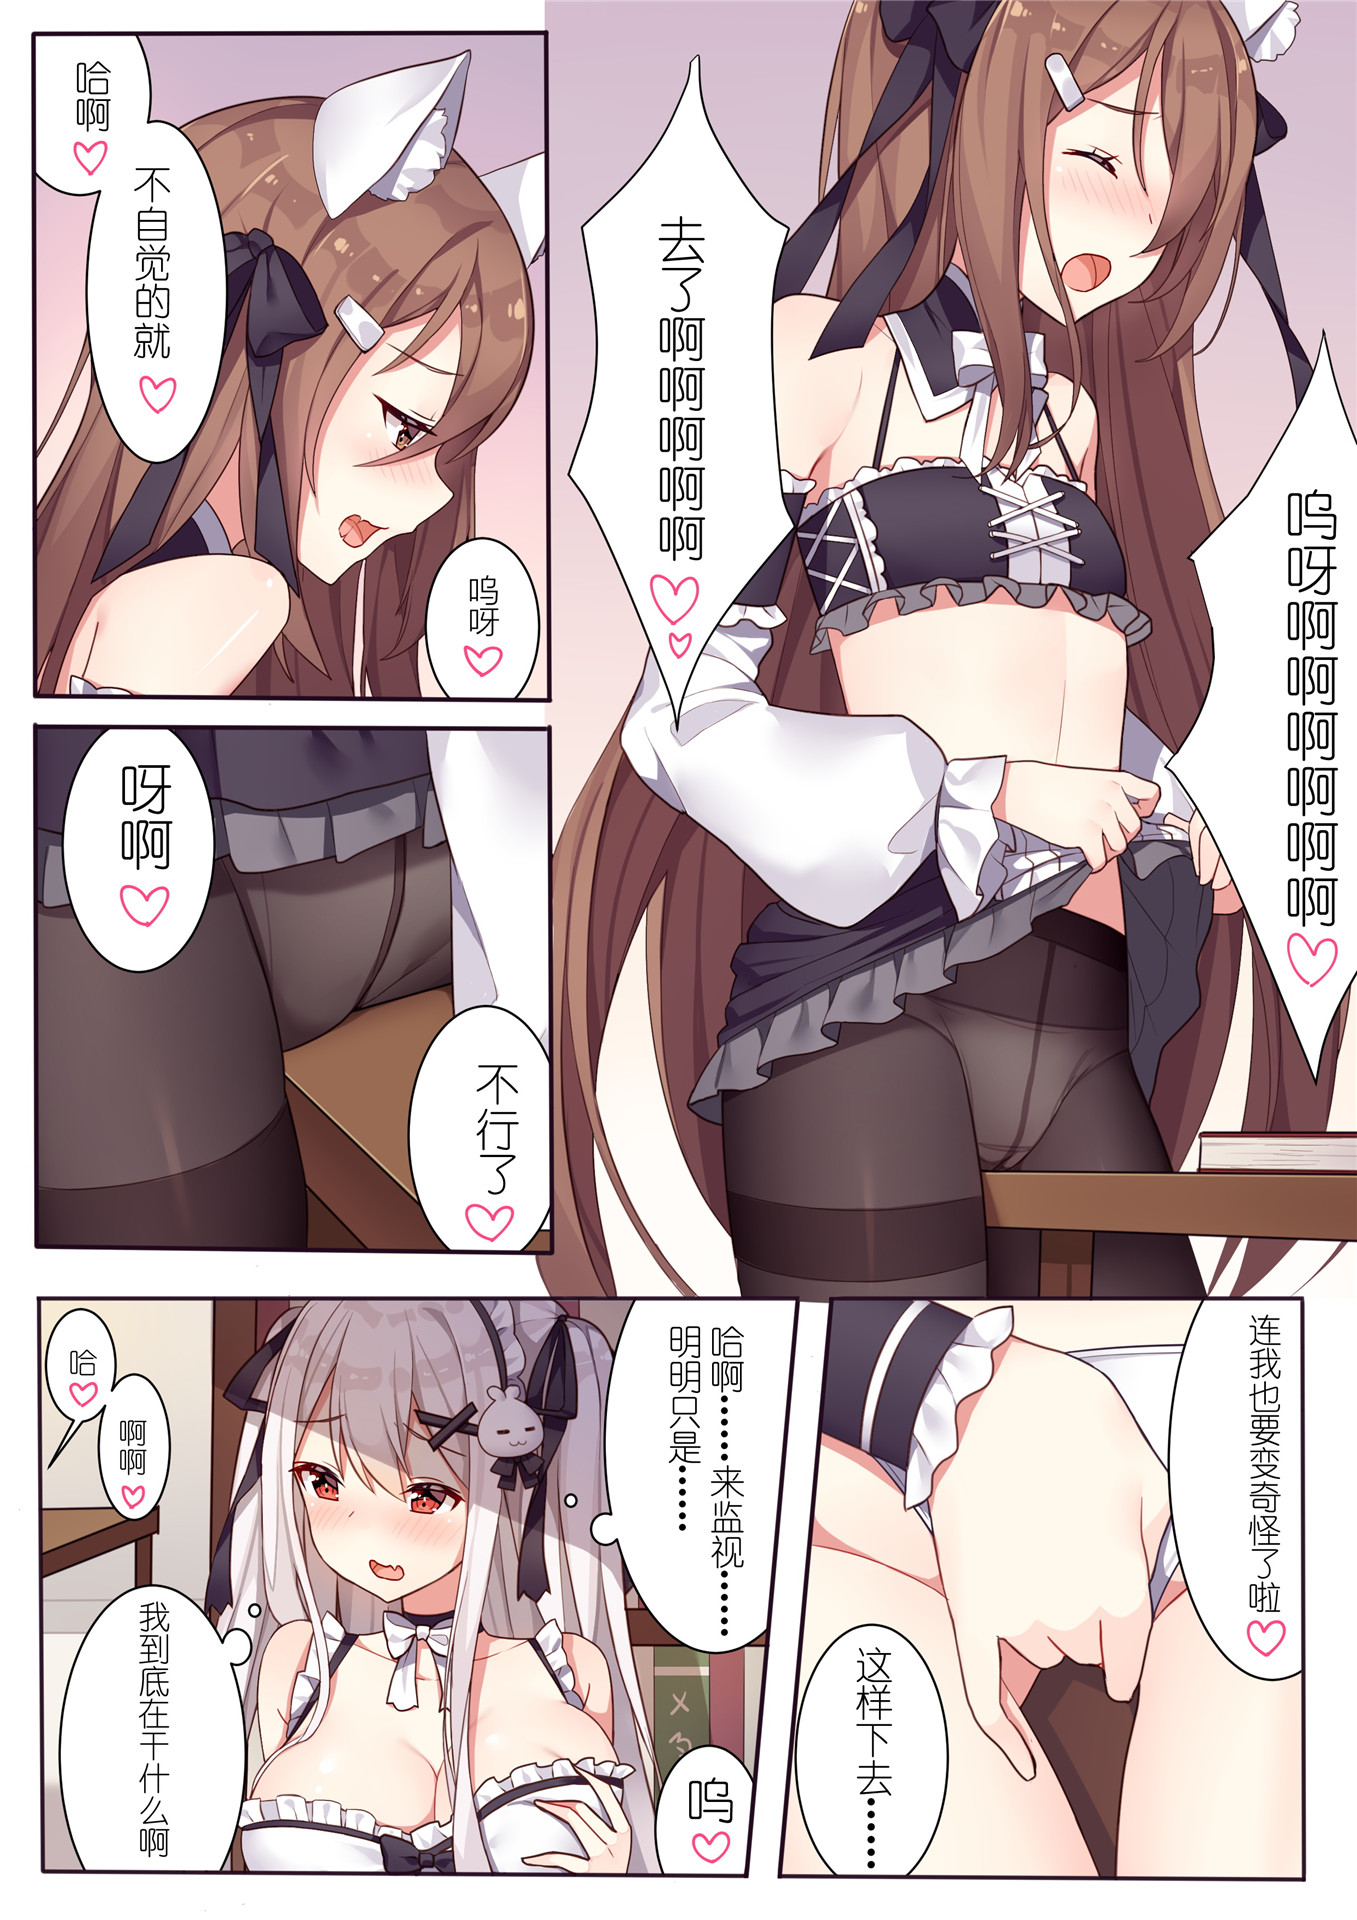 哈啊♡
不自觉的就♡
呜呀♡
呀啊♡
不行了♡
去了啊啊啊啊啊♡♡
呜呀啊啊啊啊啊啊♡
哈♡
啊啊♡
明明只是……
哈啊……来监视……
我到底在干什么啊
呜♡
连我也要变奇怪了啦♡
这样下去……